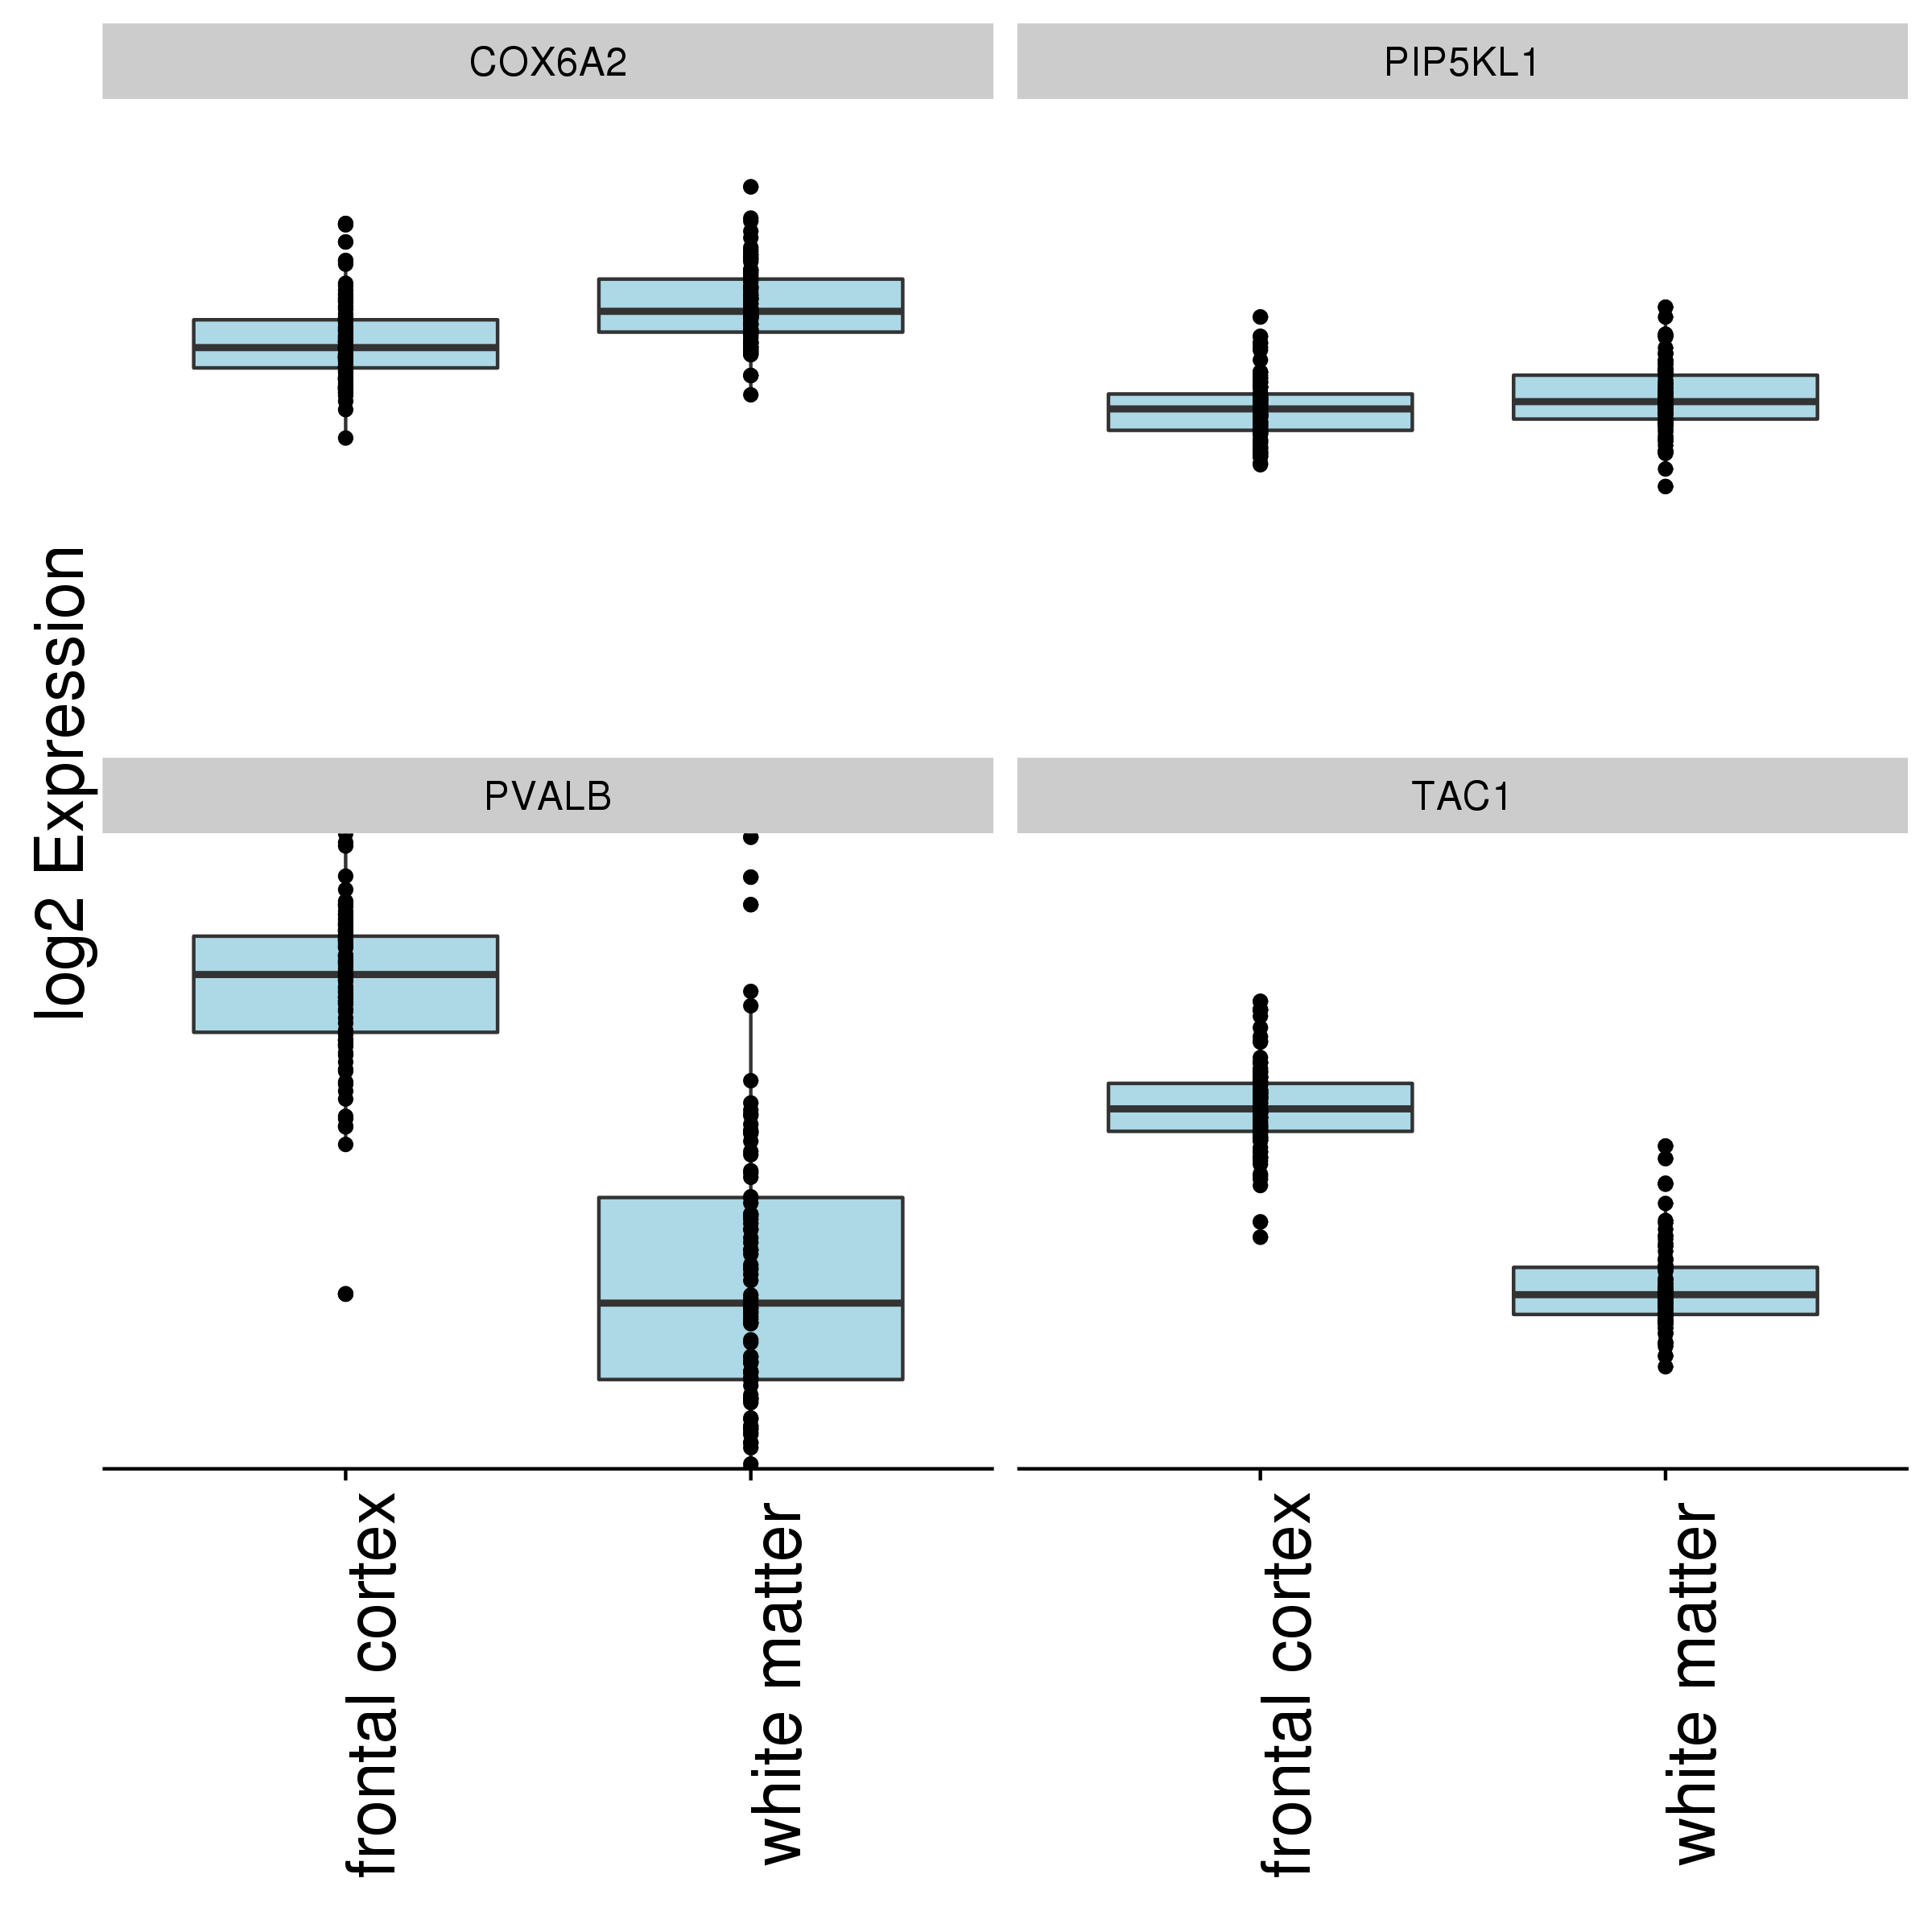 COX6A2
PIP5KL1
log2 Expression
PVALB
TAC1
frontal cortex
white matter
frontal cortex
white matter